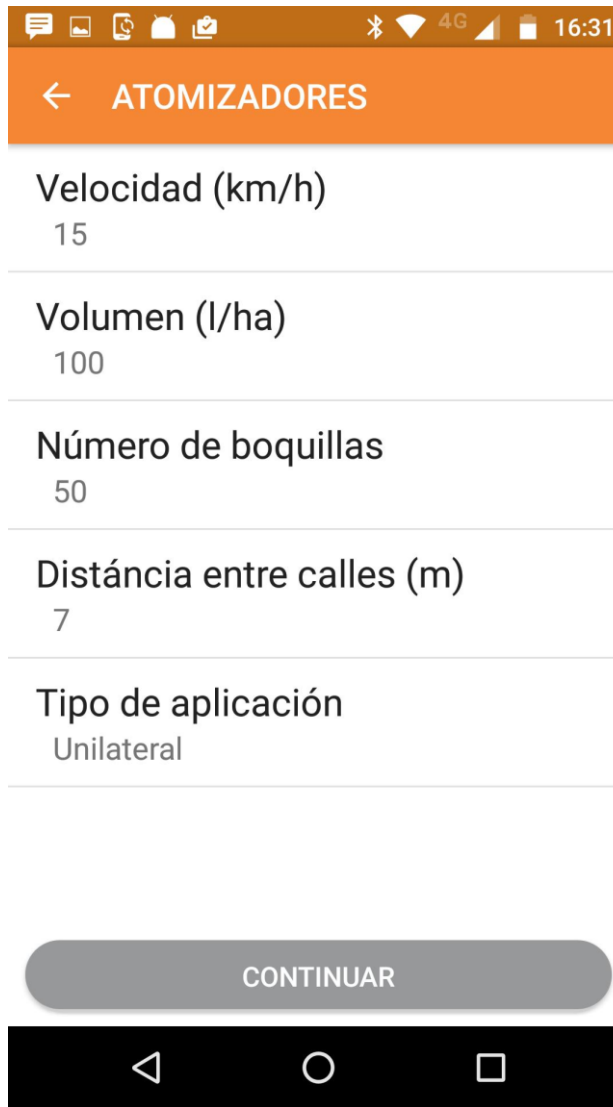 4G 16:31
ATOMIZADORES
Velocidad (km/h)
15
Volumen (l/ha)
100
Número de boquillas
50
Distáncia entre calles (m)
7
Tipo de aplicación
Unilateral
CONTINUAR